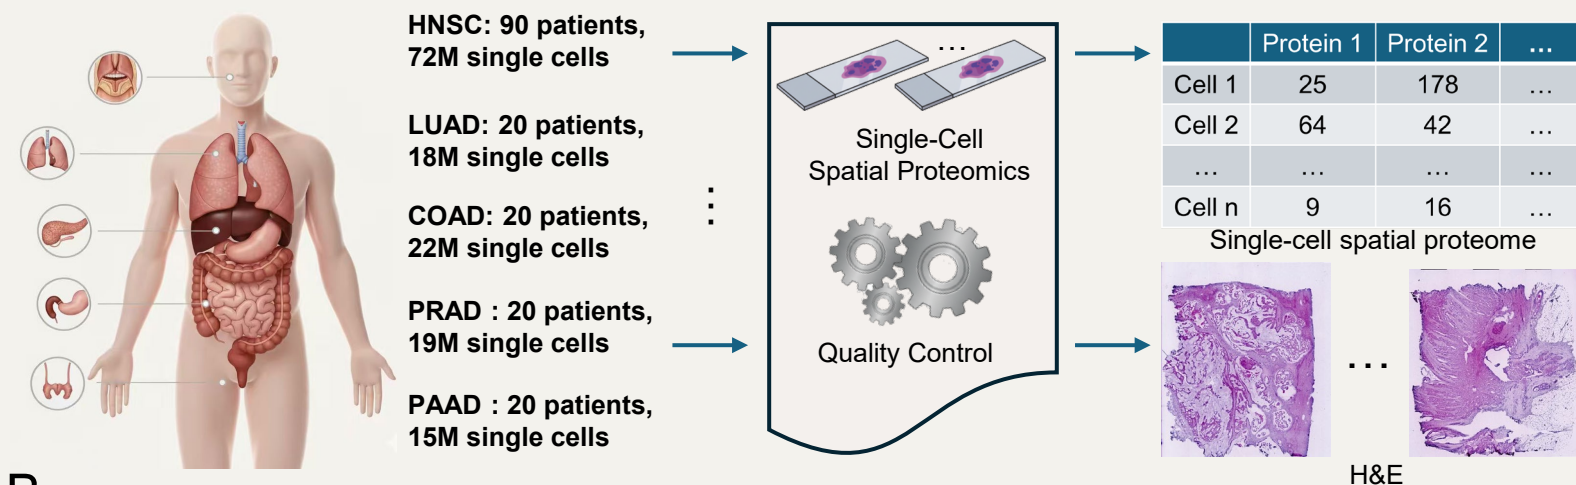 HNSC: 90 patients,
72M single cells
LUAD: 20 patients,
18M single cells
COAD: 20 patients,
22M single cells
PRAD : 20 patients,
19M single cells
PAAD : 20 patients,
15M single cells
⋮
...
Single-Cell
Spatial Proteomics
Quality Control
Protein 1 Protein 2 ...
Cell 1 25 178 ...
Cell 2 64 42 ...
... ... ... ...
Cell n 9 16 ...
Single-cell spatial proteome
...
H&E